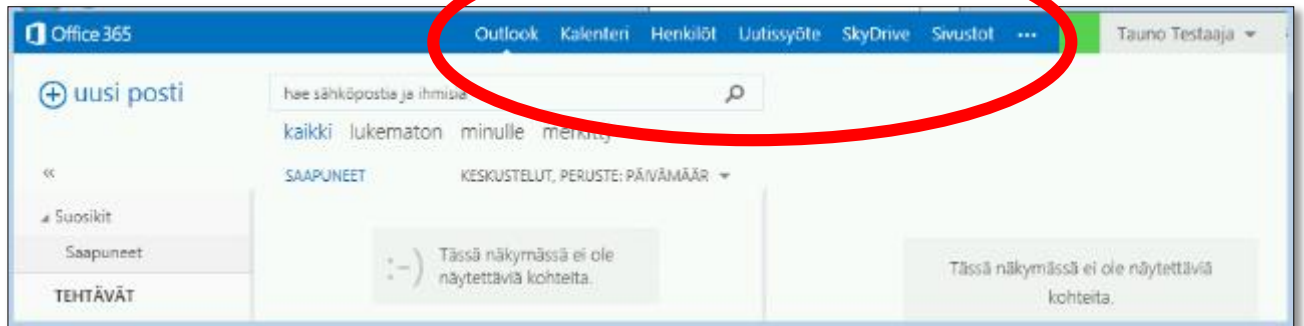 Office 365
Outlook Kalenteri Henkilöt Uutissyöte SkyDrive Sivustot ••• Tauno Testaaja
uusi posti
hae sähköpostia ja ihmisiä
kaikki lukematon minulle merkitty
« SAAPUNEET KESKUSTELUT, PERUSTE: PÄIVÄMÄÄR
Suosikit
Saapuneet
TEHTÄVÄT
:-) Tässä näkymässä ei ole
näytettäviä kohteita.
Tässä näkymässä ei ole näytettäviä
kohteita.